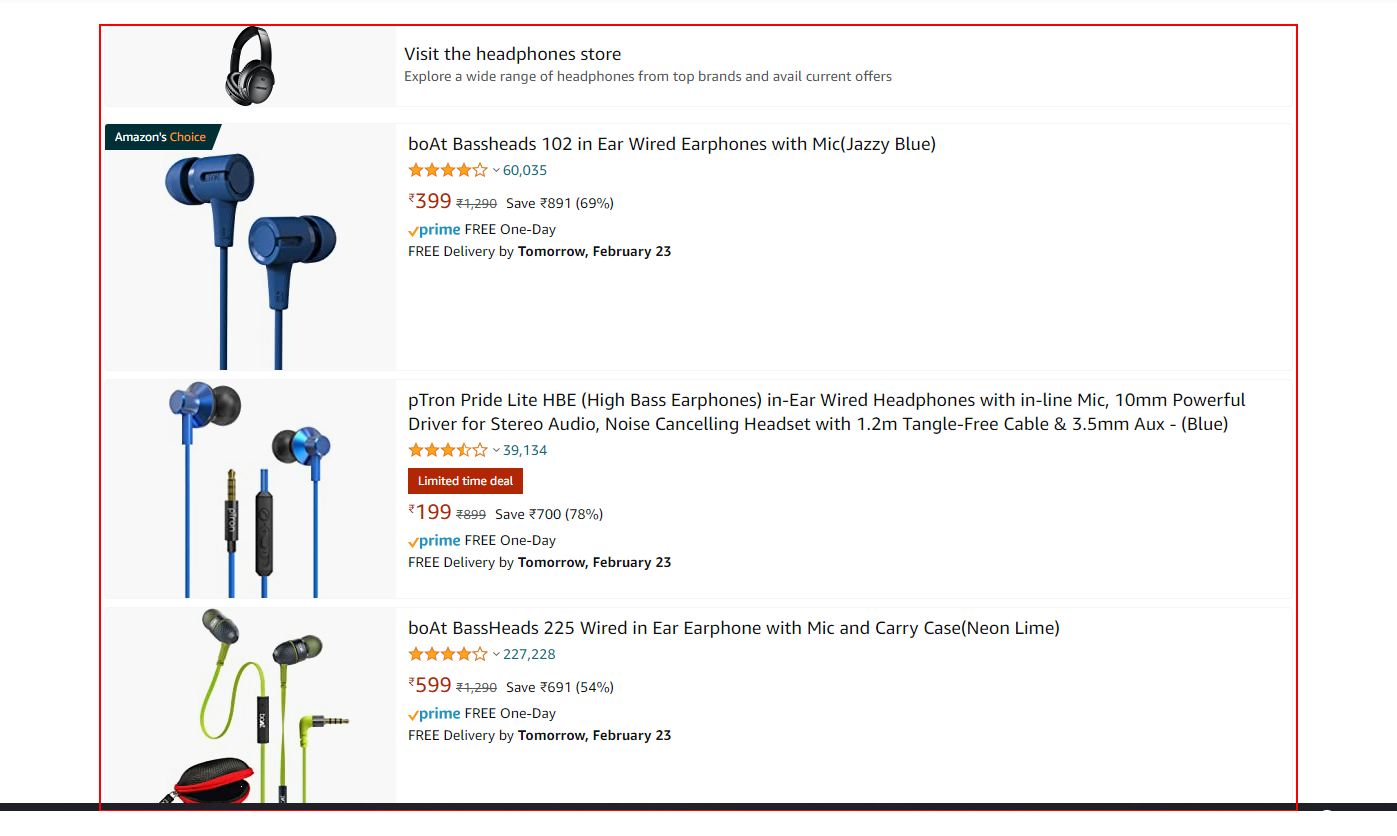 Visit the headphones store
Explore a wide range of headphones from top brands and avail current offers
Amazon's Choice
boAt Bassheads 102 in Ear Wired Earphones with Mic(Jazzy Blue)
60,035
₹399 ₹1,290 Save ₹891 (69%)
prime FREE One-Day
FREE Delivery by Tomorrow, February 23
pTron Pride Lite HBE (High Bass Earphones) in-Ear Wired Headphones with in-line Mic, 10mm Powerful
Driver for Stereo Audio, Noise Cancelling Headset with 1.2m Tangle-Free Cable & 3.5mm Aux - (Blue)
39,134
Limited time deal
₹199 ₹899 Save ₹700 (78%)
prime FREE One-Day
FREE Delivery by Tomorrow, February 23
pTron
boAt BassHeads 225 Wired in Ear Earphone with Mic and Carry Case(Neon Lime)
227,228
₹599 ₹1,290 Save ₹691 (54%)
prime FREE One-Day
FREE Delivery by Tomorrow, February 23
boAt